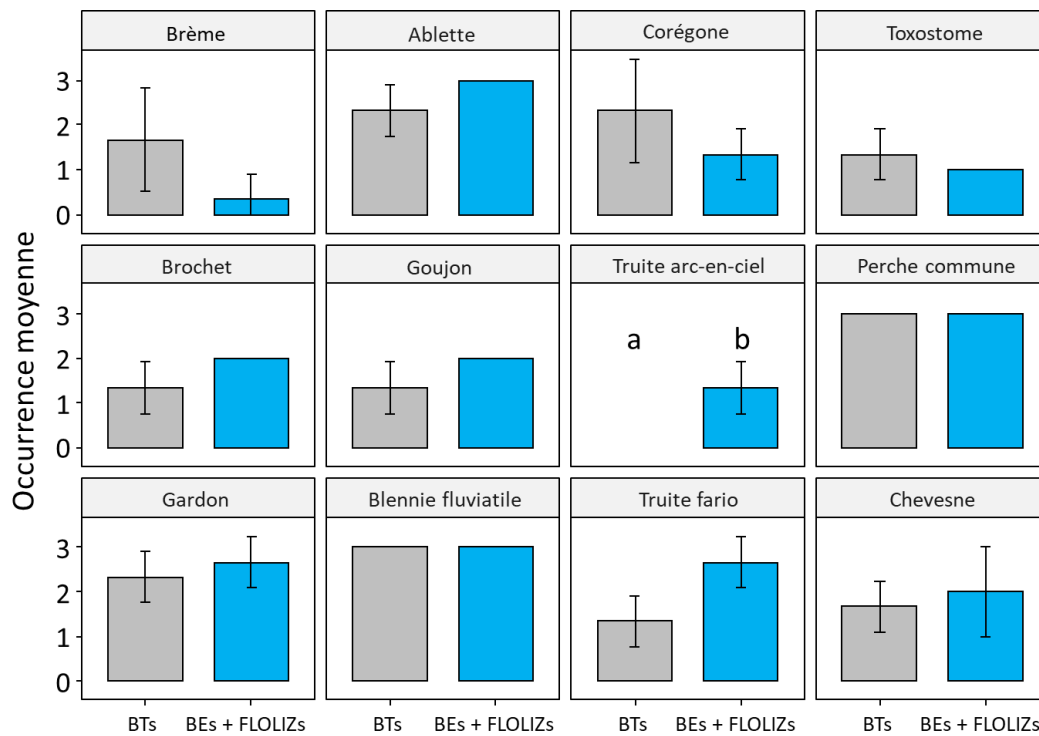 Occurrence moyenne
Brème Ablette Corégone Toxostome
3
2
1
0
Brochet Goujon Truite arc-en-ciel Perche commune
3
a b
2
1
0
Gardon Blennie fluviatile Truite fario Chevesne
3
2
1
0
BTs BEs + FLOLIZs BTs BEs + FLOLIZs BTs BEs + FLOLIZs BTs BEs + FLOLIZs